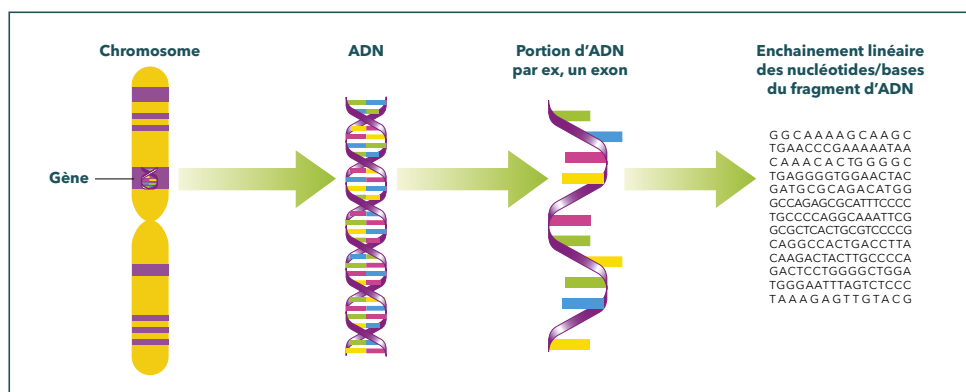 Chromosome
ADN
Portion d'ADN
par ex, un exon
Enchainement linéaire
des nucléotides/bases
du fragment d'ADN
Gène
GGCAAAAGCAAGC
TGAACCCGAAAAATAA
CAAACACTGGGGC
TGAGGGGTGGAACTAC
GATGCGCAGACATGG
GCCAGAGCGCATTTCCCC
TGCCCCAGGCAAATTCG
GCGCTCACTGCGTCCCCG
CAGGCCACTGACCTTA
CAAGACTACTTGCCCCA
GACTCCTGGGGCTGGA
TGGGAATTTAGTCTCCC
TAAAGAGTTGTACG